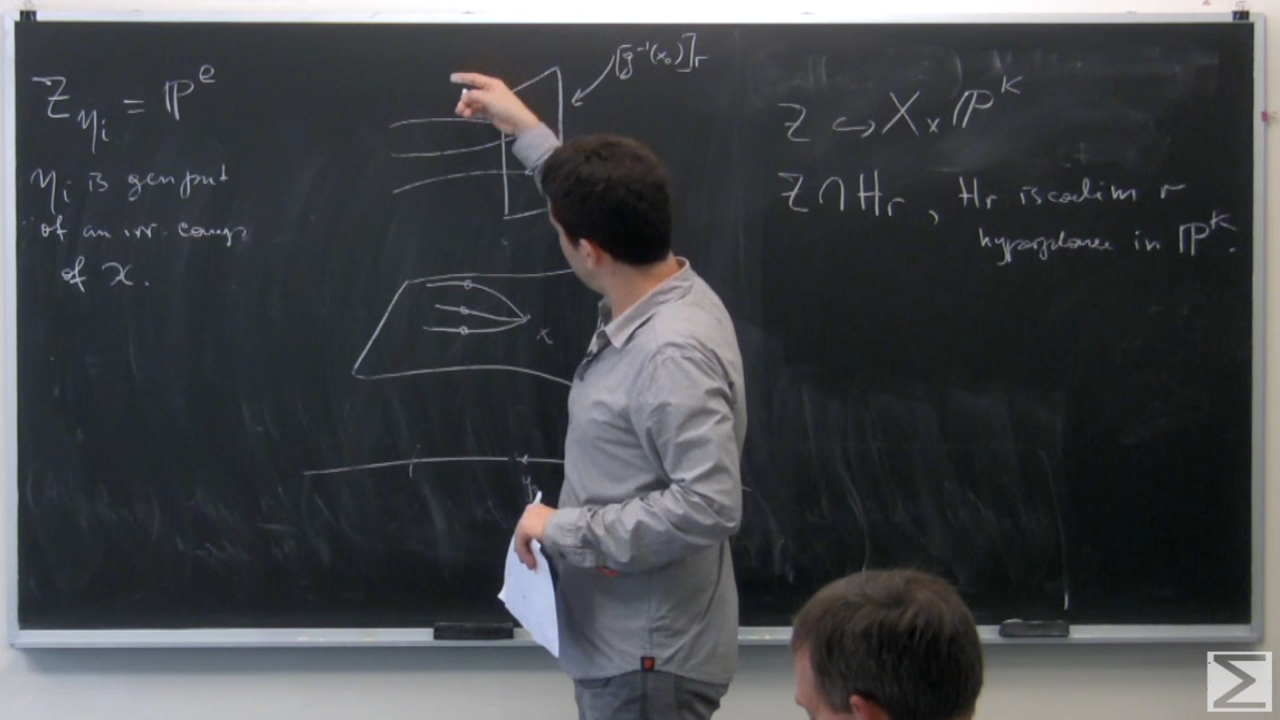 Z_{η_i} = ℙ^e
η_i is gen pnt
of an irr. comp.
of X.
[g^{-1}(x_0)]_r
x
Z ↪ X × ℙ^k
Z ∩ H_r , H_r is codim r
hyperplane in ℙ^k.
Σ